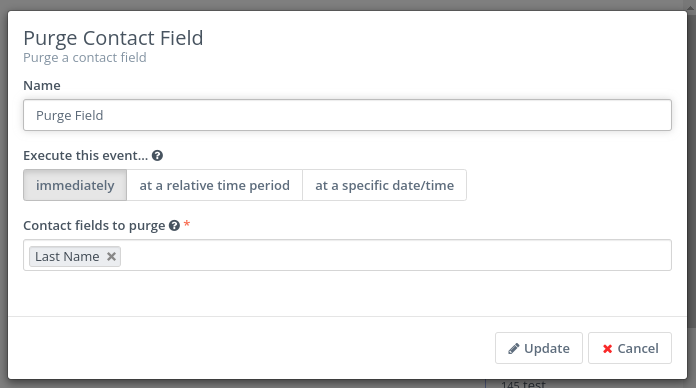 Purge Contact Field
Purge a contact field
Name
Purge Field
Execute this event...
immediately at a relative time period at a specific date/time
Contact fields to purge *
Last Name
Update Cancel
145 test